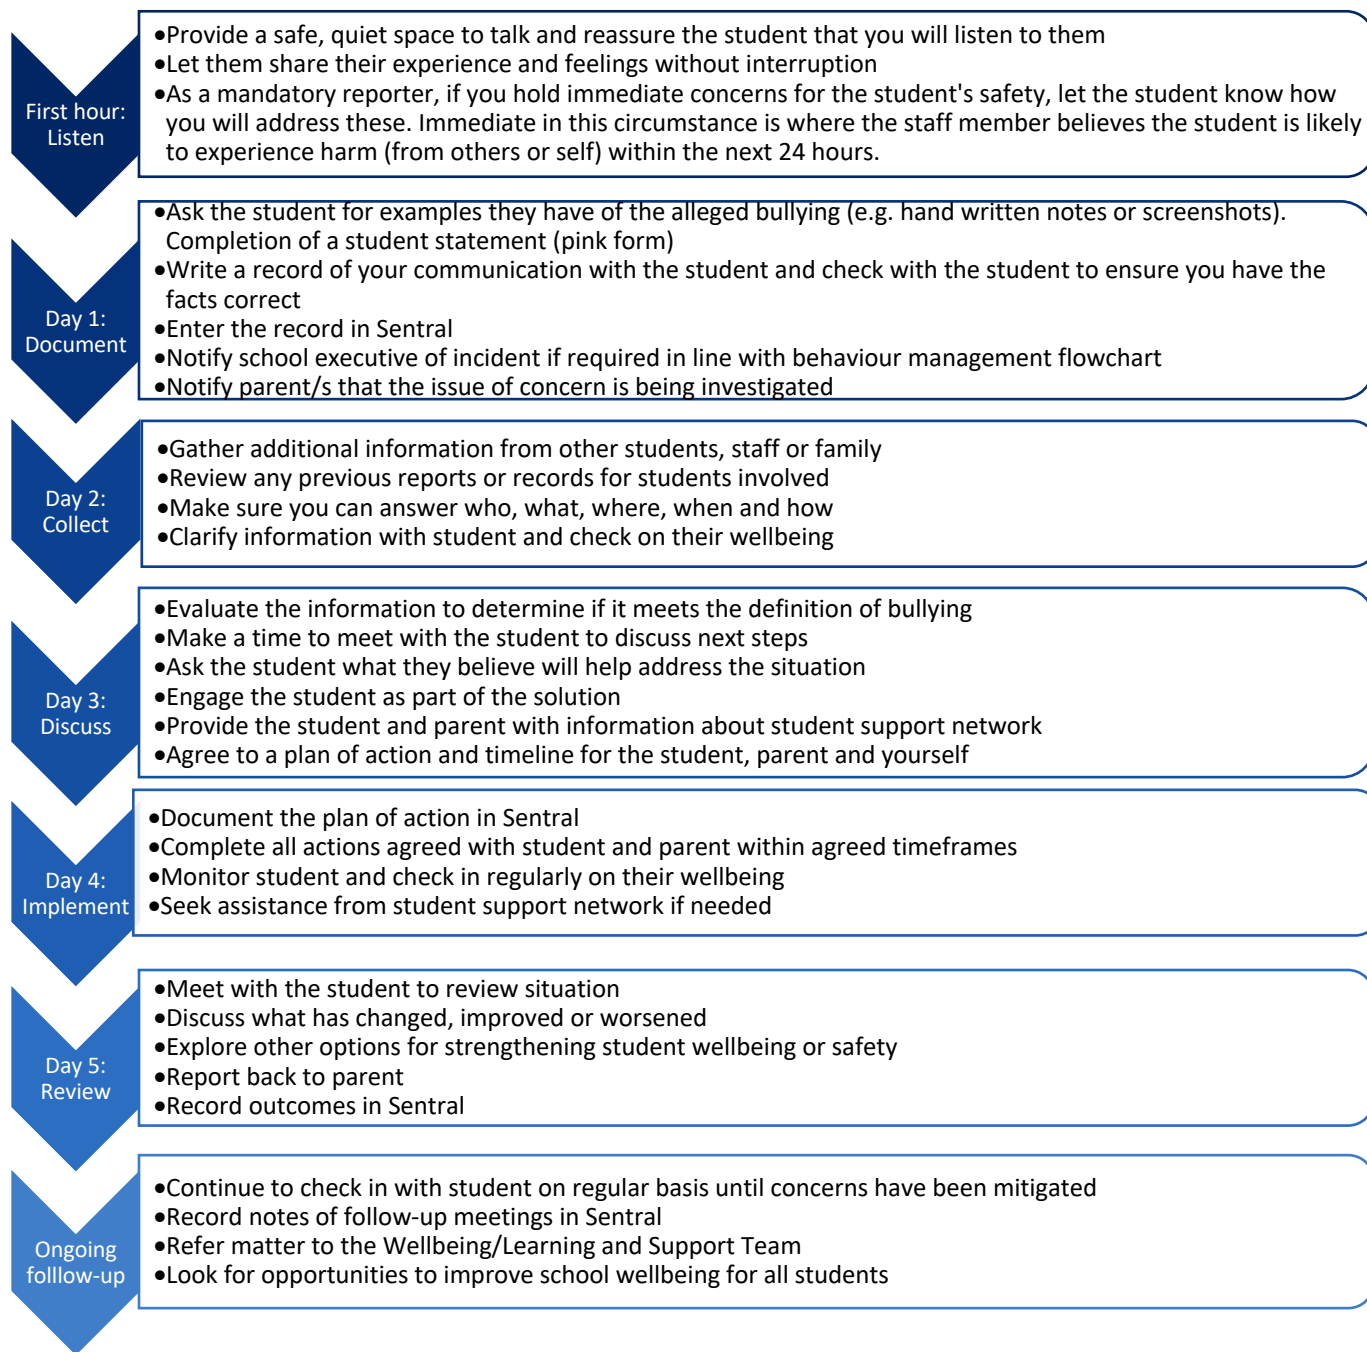 First hour:
Listen
•Provide a safe, quiet space to talk and reassure the student that you will listen to them
•Let them share their experience and feelings without interruption
•As a mandatory reporter, if you hold immediate concerns for the student's safety, let the student know how
you will address these. Immediate in this circumstance is where the staff member believes the student is likely
to experience harm (from others or self) within the next 24 hours.
Day 1:
Document
•Ask the student for examples they have of the alleged bullying (e.g. hand written notes or screenshots).
Completion of a student statement (pink form)
•Write a record of your communication with the student and check with the student to ensure you have the
facts correct
•Enter the record in Sentral
•Notify school executive of incident if required in line with behaviour management flowchart
•Notify parent/s that the issue of concern is being investigated
Day 2:
Collect
•Gather additional information from other students, staff or family
•Review any previous reports or records for students involved
•Make sure you can answer who, what, where, when and how
•Clarify information with student and check on their wellbeing
Day 3:
Discuss
•Evaluate the information to determine if it meets the definition of bullying
•Make a time to meet with the student to discuss next steps
•Ask the student what they believe will help address the situation
•Engage the student as part of the solution
•Provide the student and parent with information about student support network
•Agree to a plan of action and timeline for the student, parent and yourself
Day 4:
Implement
•Document the plan of action in Sentral
•Complete all actions agreed with student and parent within agreed timeframes
•Monitor student and check in regularly on their wellbeing
•Seek assistance from student support network if needed
Day 5:
Review
•Meet with the student to review situation
•Discuss what has changed, improved or worsened
•Explore other options for strengthening student wellbeing or safety
•Report back to parent
•Record outcomes in Sentral
Ongoing
folllow-up
•Continue to check in with student on regular basis until concerns have been mitigated
•Record notes of follow-up meetings in Sentral
•Refer matter to the Wellbeing/Learning and Support Team
•Look for opportunities to improve school wellbeing for all students